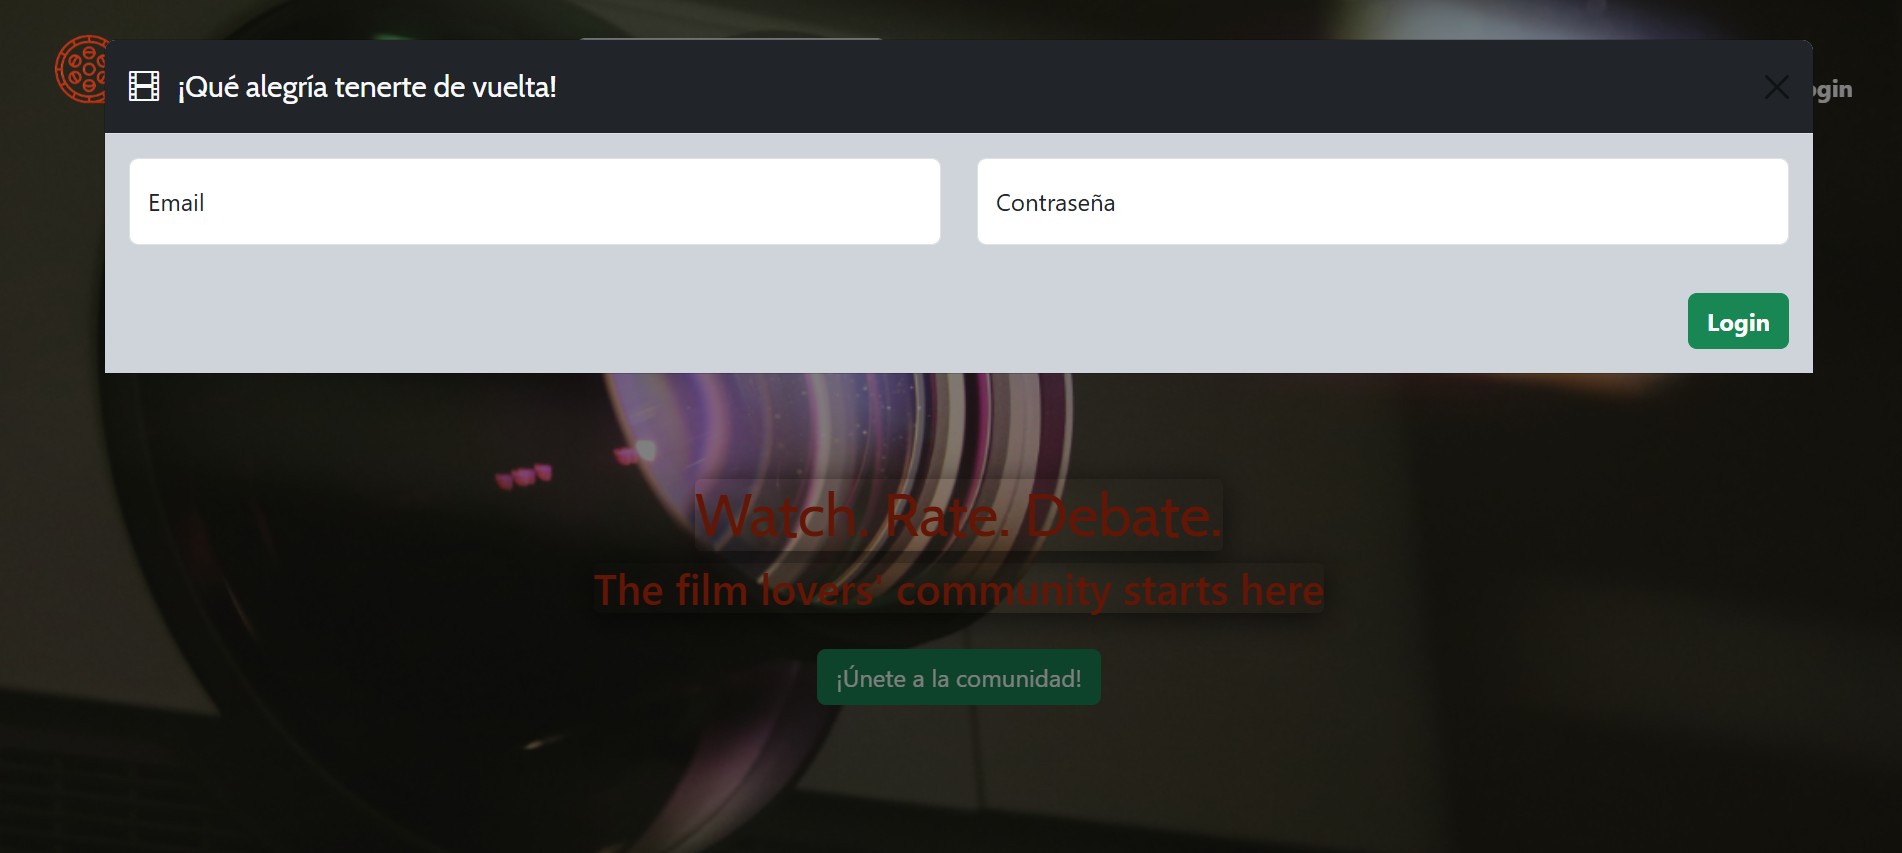 ¡Qué alegría tenerte de vuelta!
Email
Contraseña
Login
Watch. Rate. Debate.
The film lovers' community starts here
¡Únete a la comunidad!